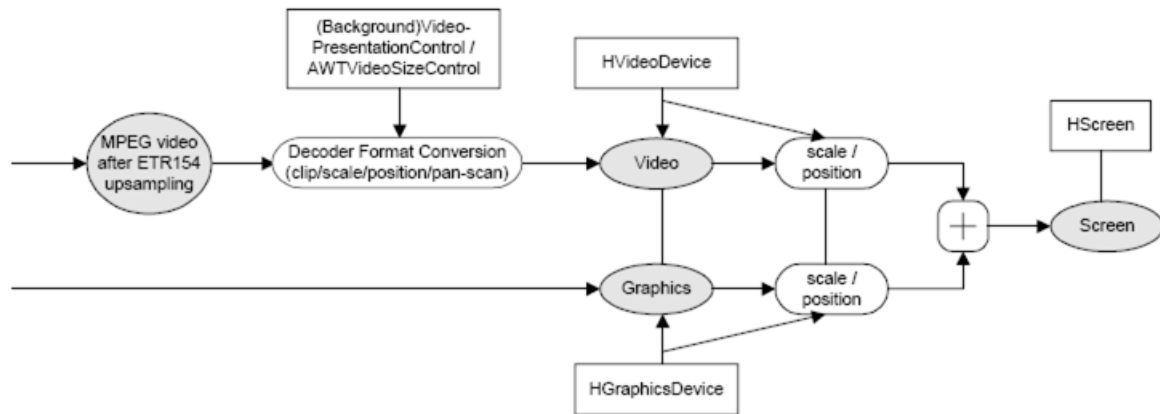 (Background)Video-
PresentationControl /
AWTVideoSizeControl
HVideoDevice
HScreen
MPEG video
after ETR154
upsampling
Decoder Format Conversion
(clip/scale/position/pan-scan)
Video
scale /
position
+
Screen
Graphics
scale /
position
HGraphicsDevice